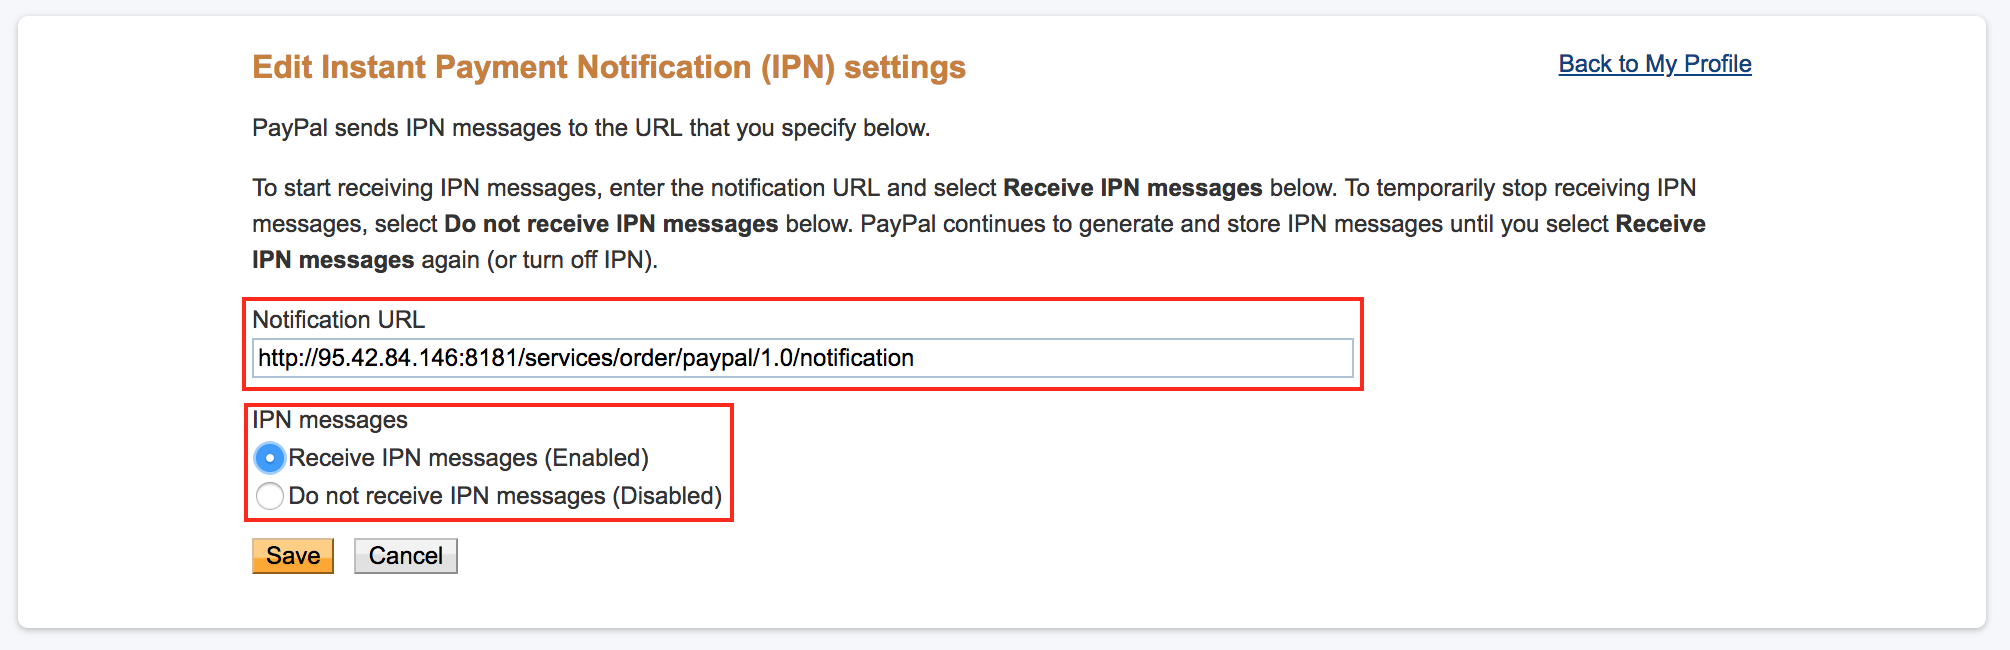 Edit Instant Payment Notification (IPN) settings
Back to My Profile
PayPal sends IPN messages to the URL that you specify below.
To start receiving IPN messages, enter the notification URL and select Receive IPN messages below. To temporarily stop receiving IPN
messages, select Do not receive IPN messages below. PayPal continues to generate and store IPN messages until you select Receive
IPN messages again (or turn off IPN).
Notification URL
http://95.42.84.146:8181/services/order/paypal/1.0/notification
IPN messages
Receive IPN messages (Enabled)
Do not receive IPN messages (Disabled)
Save
Cancel